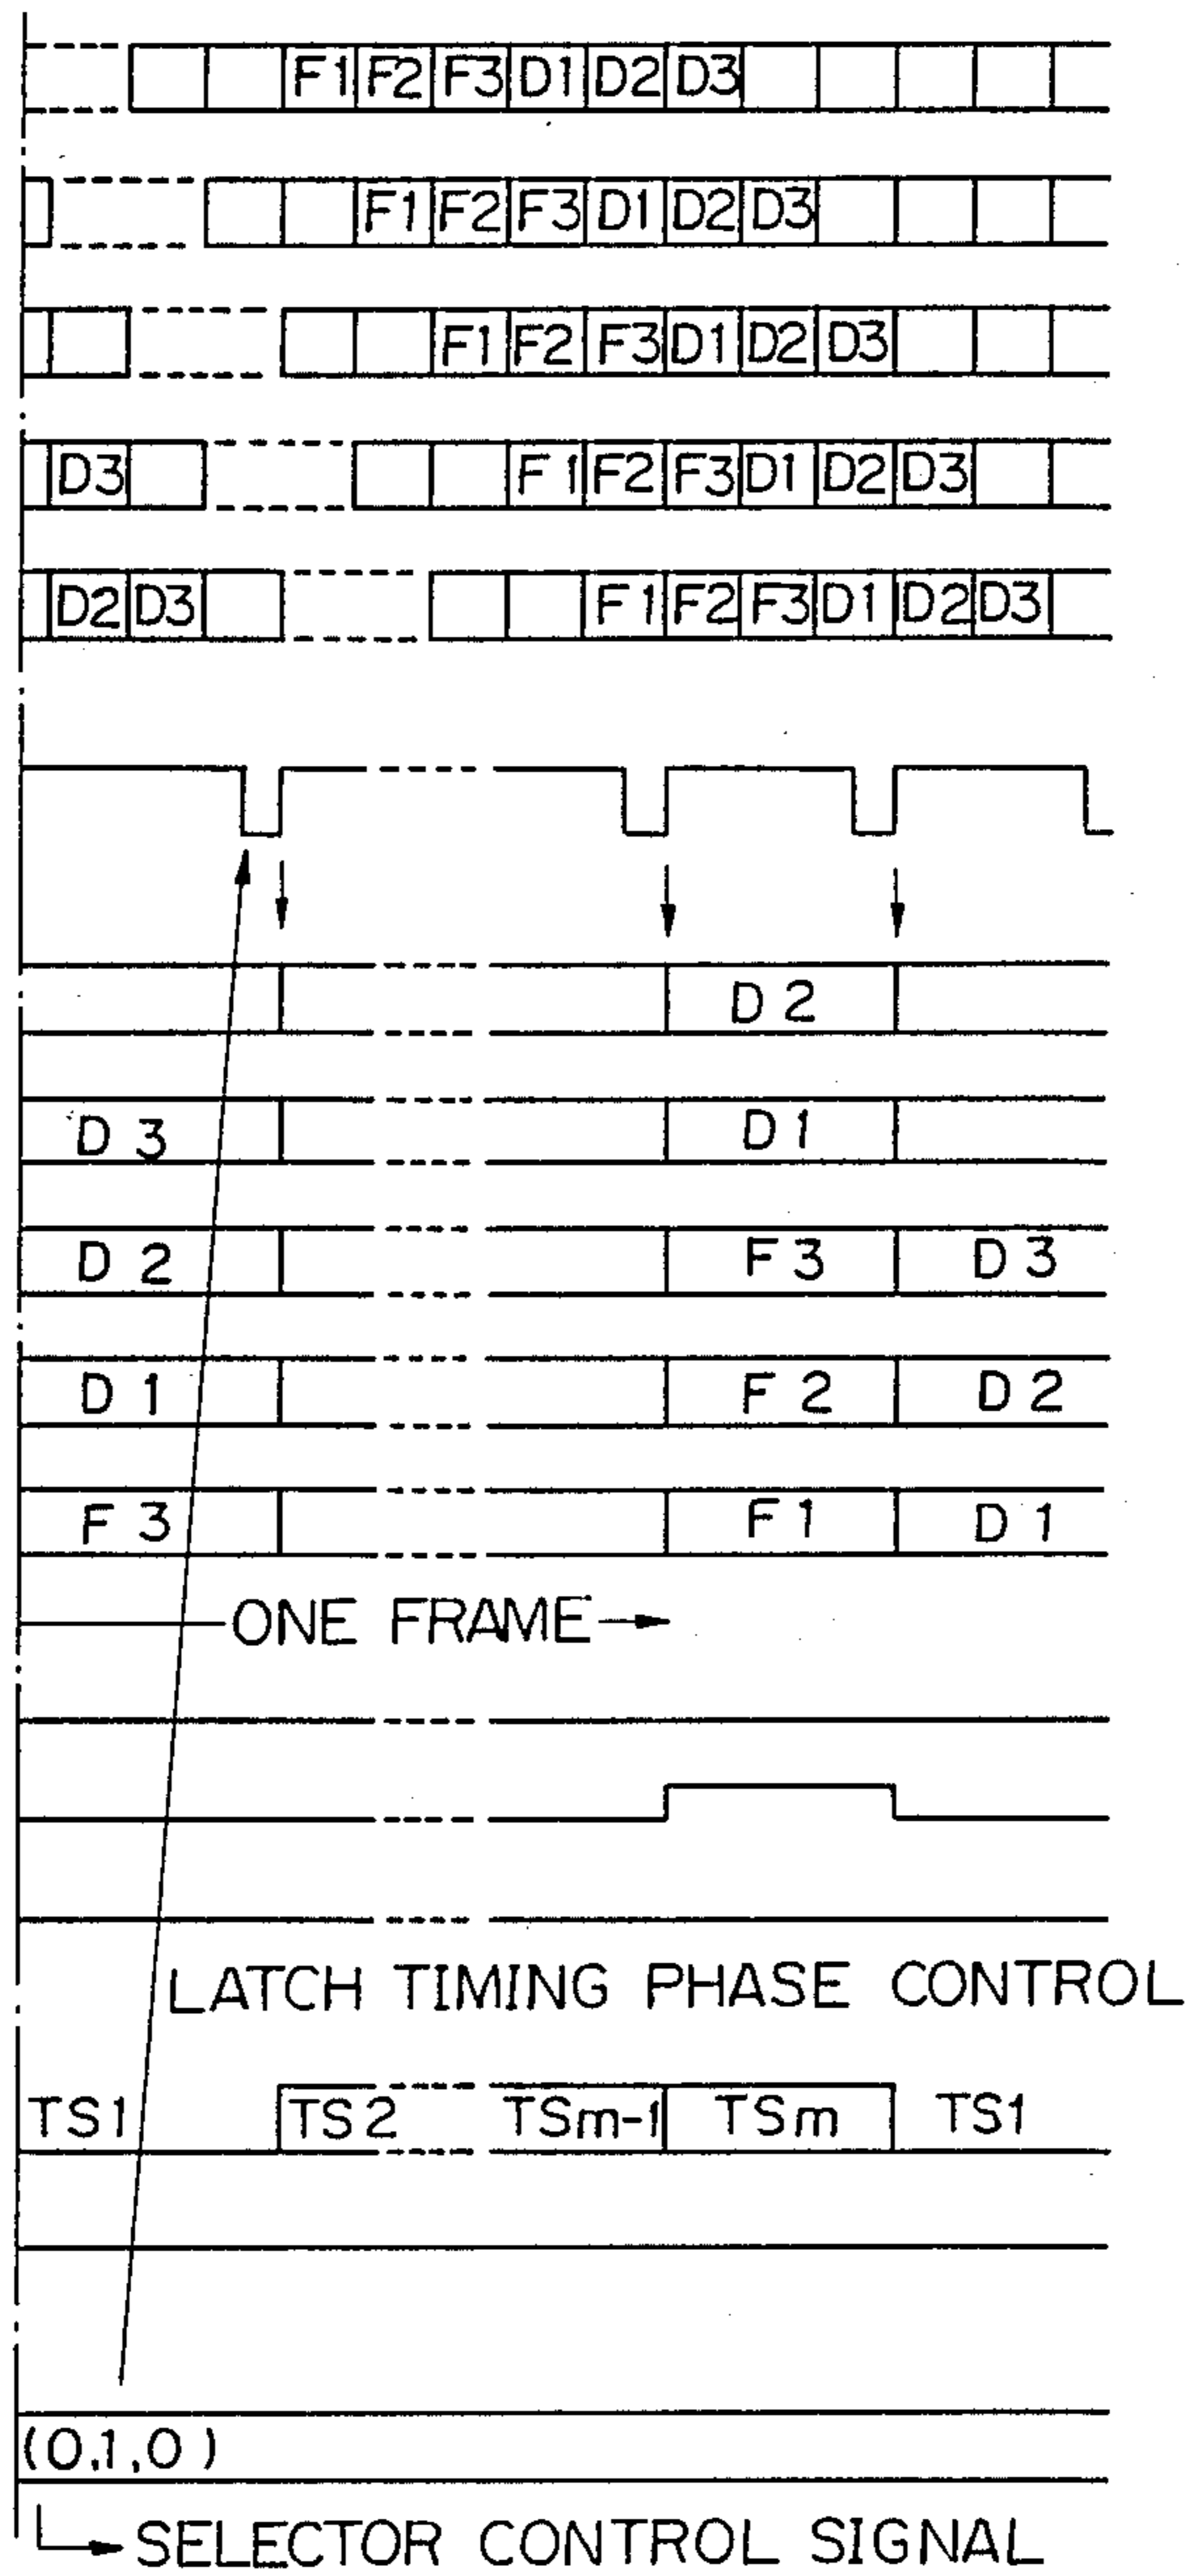 F1 F2 F3 D1 D2 D3
F1 F2 F3 D1 D2 D3
F1 F2 F3 D1 D2 D3
D3 F1 F2 F3 D1 D2 D3
D2 D3 F1 F2 F3 D1 D2 D3
D2
D3 D1
D2 F3 D3
D1 F2 D2
F3 F1 D1
ONE FRAME
LATCH TIMING PHASE CONTROL
TS1 TS2 TSm-1 TSm TS1
(0,1,0)
SELECTOR CONTROL SIGNAL